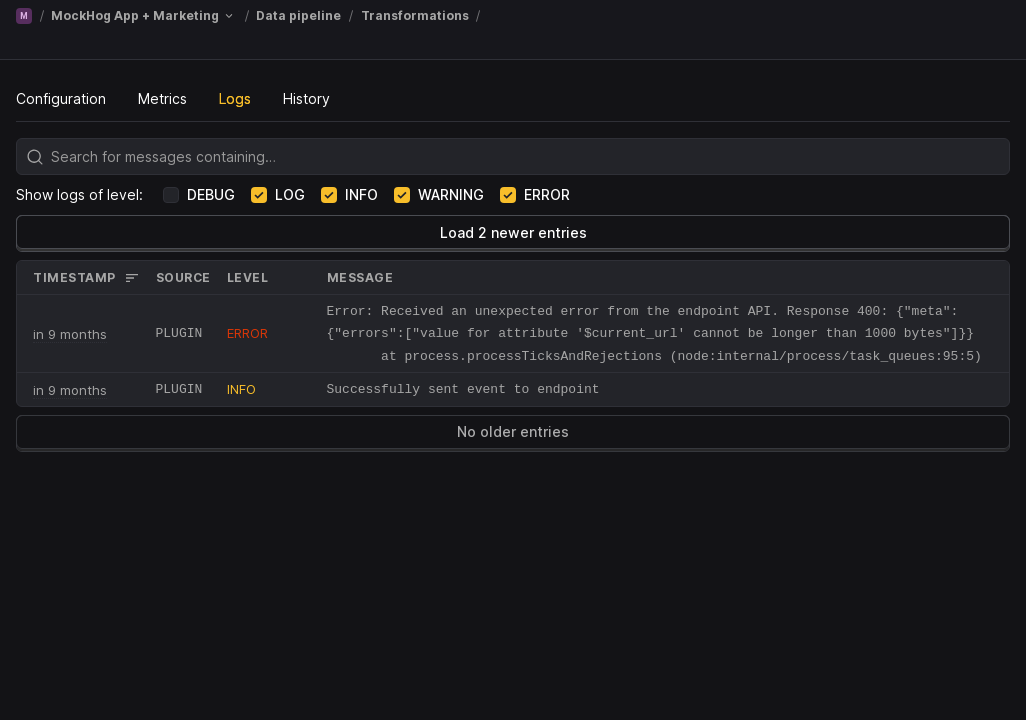 M / MockHog App + Marketing / Data pipeline / Transformations /
Configuration Metrics Logs History
Search for messages containing…
Show logs of level: DEBUG LOG INFO WARNING ERROR
Load 2 newer entries
TIMESTAMP SOURCE LEVEL MESSAGE
in 9 months PLUGIN ERROR Error: Received an unexpected error from the endpoint API. Response 400: {"meta":
{"errors":["value for attribute '$current_url' cannot be longer than 1000 bytes"]}}
at process.processTicksAndRejections (node:internal/process/task_queues:95:5)
in 9 months PLUGIN INFO Successfully sent event to endpoint
No older entries